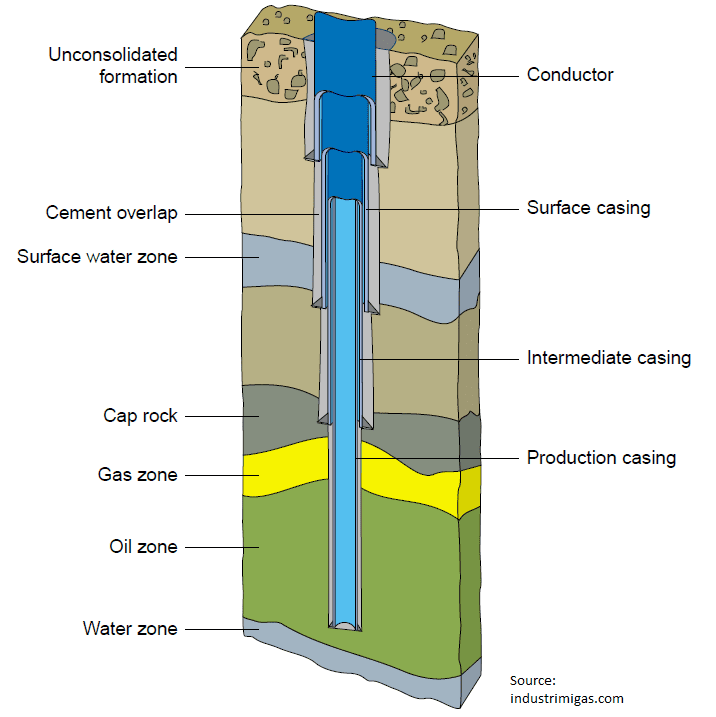 Unconsolidated
formation
Conductor
Cement overlap
Surface casing
Surface water zone
Intermediate casing
Cap rock
Production casing
Gas zone
Oil zone
Water zone
Source:
industrimigas.com